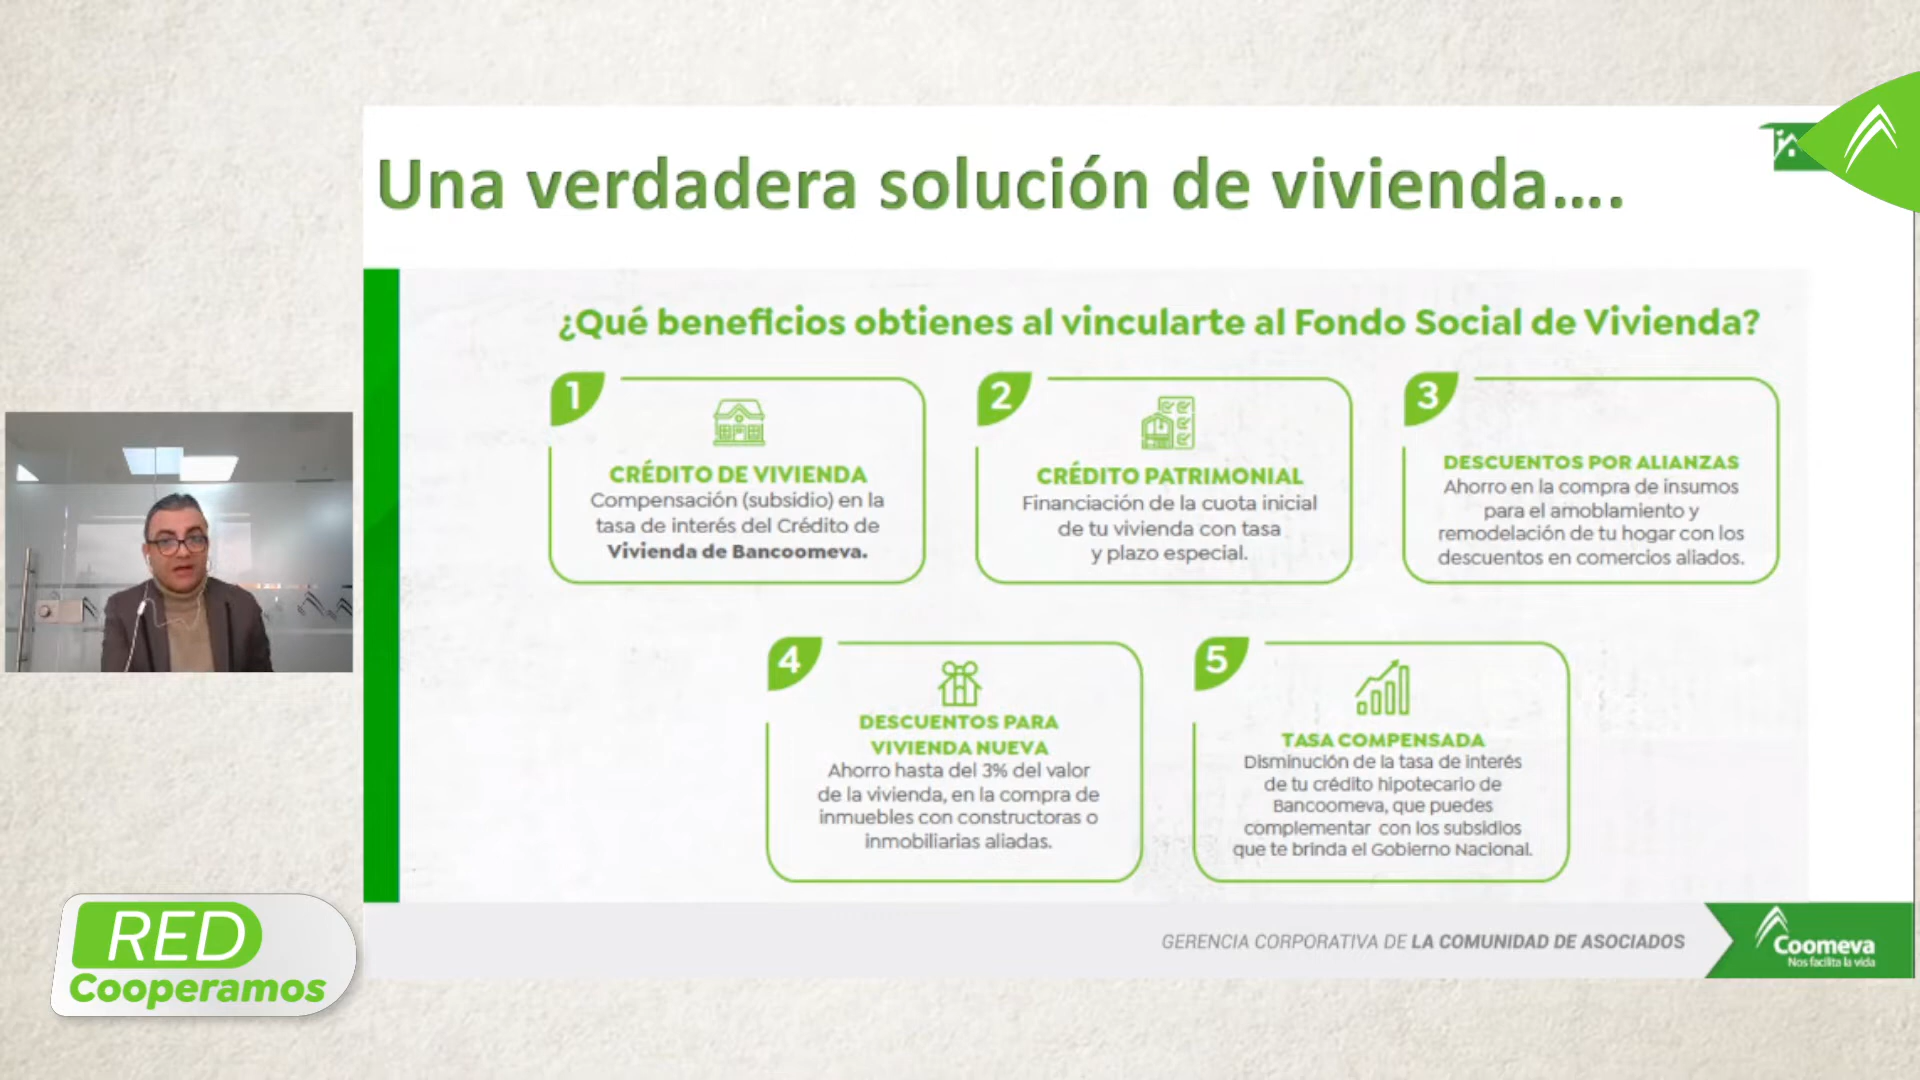 Una verdadera solución de vivienda....
¿Qué beneficios obtienes al vincularte al Fondo Social de Vivienda?
1
CRÉDITO DE VIVIENDA
Compensación (subsidio) en la
tasa de interés del Crédito de
Vivienda de Bancoomeva.
2
CRÉDITO PATRIMONIAL
Financiación de la cuota inicial
de tu vivienda con tasa
y plazo especial.
3
DESCUENTOS POR ALIANZAS
Ahorro en la compra de insumos
para el amoblamiento y
remodelación de tu hogar con los
descuentos en comercios aliados.
4
DESCUENTOS PARA
VIVIENDA NUEVA
Ahorro hasta del 3% del valor
de la vivienda, en la compra de
inmuebles con constructoras o
inmobiliarias aliadas.
5
TASA COMPENSADA
Disminución de la tasa de interés
de tu crédito hipotecario de
Bancoomeva, que puedes
complementar con los subsidios
que te brinda el Gobierno Nacional.
RED
Cooperamos
GERENCIA CORPORATIVA DE LA COMUNIDAD DE ASOCIADOS
Coomeva
Nos facilita la vida